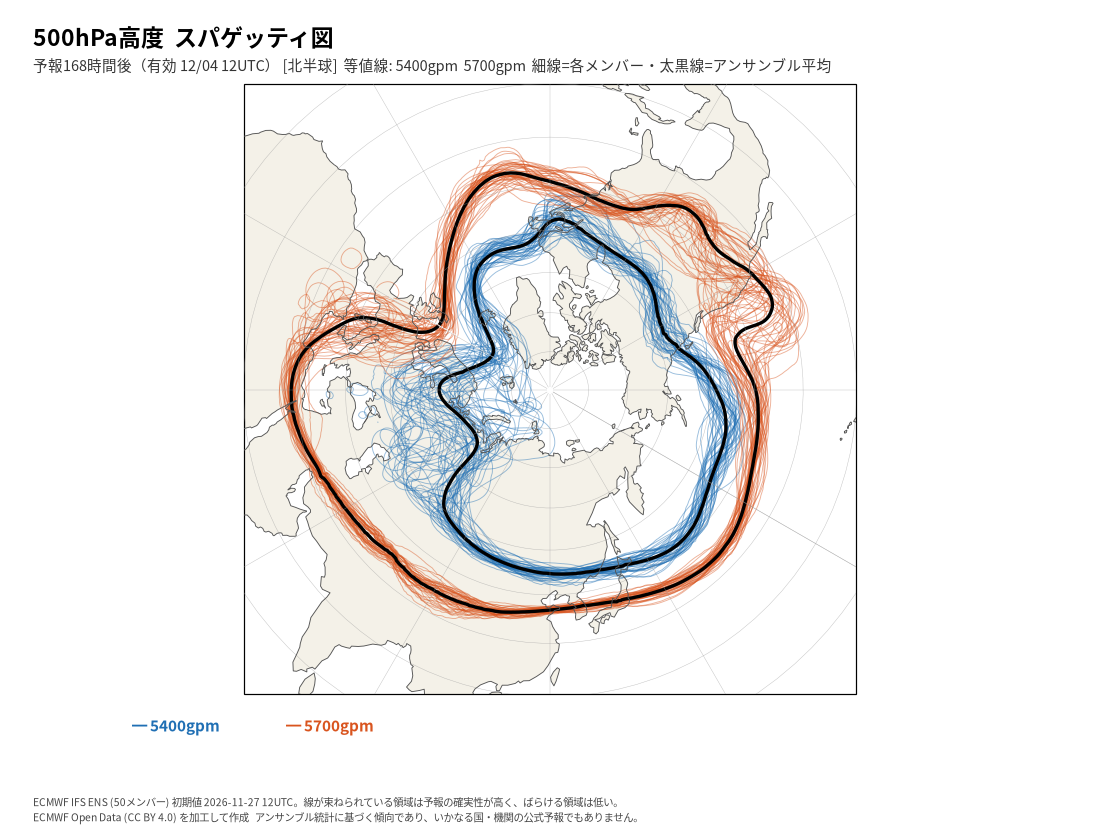 500hPa高度 スパゲッティ図
予報168時間後（有効 12/04 12UTC） [北半球] 等値線: 5400gpm 5700gpm 細線=各メンバー・太黒線=アンサンブル平均
5400gpm 5700gpm
ECMWF IFS ENS (50メンバー) 初期値 2026-11-27 12UTC。線が束ねられている領域は予報の確実性が高く、ばらける領域は低い。
ECMWF Open Data (CC BY 4.0) を加工して作成 アンサンブル統計に基づく傾向であり、いかなる国・機関の公式予報でもありません。